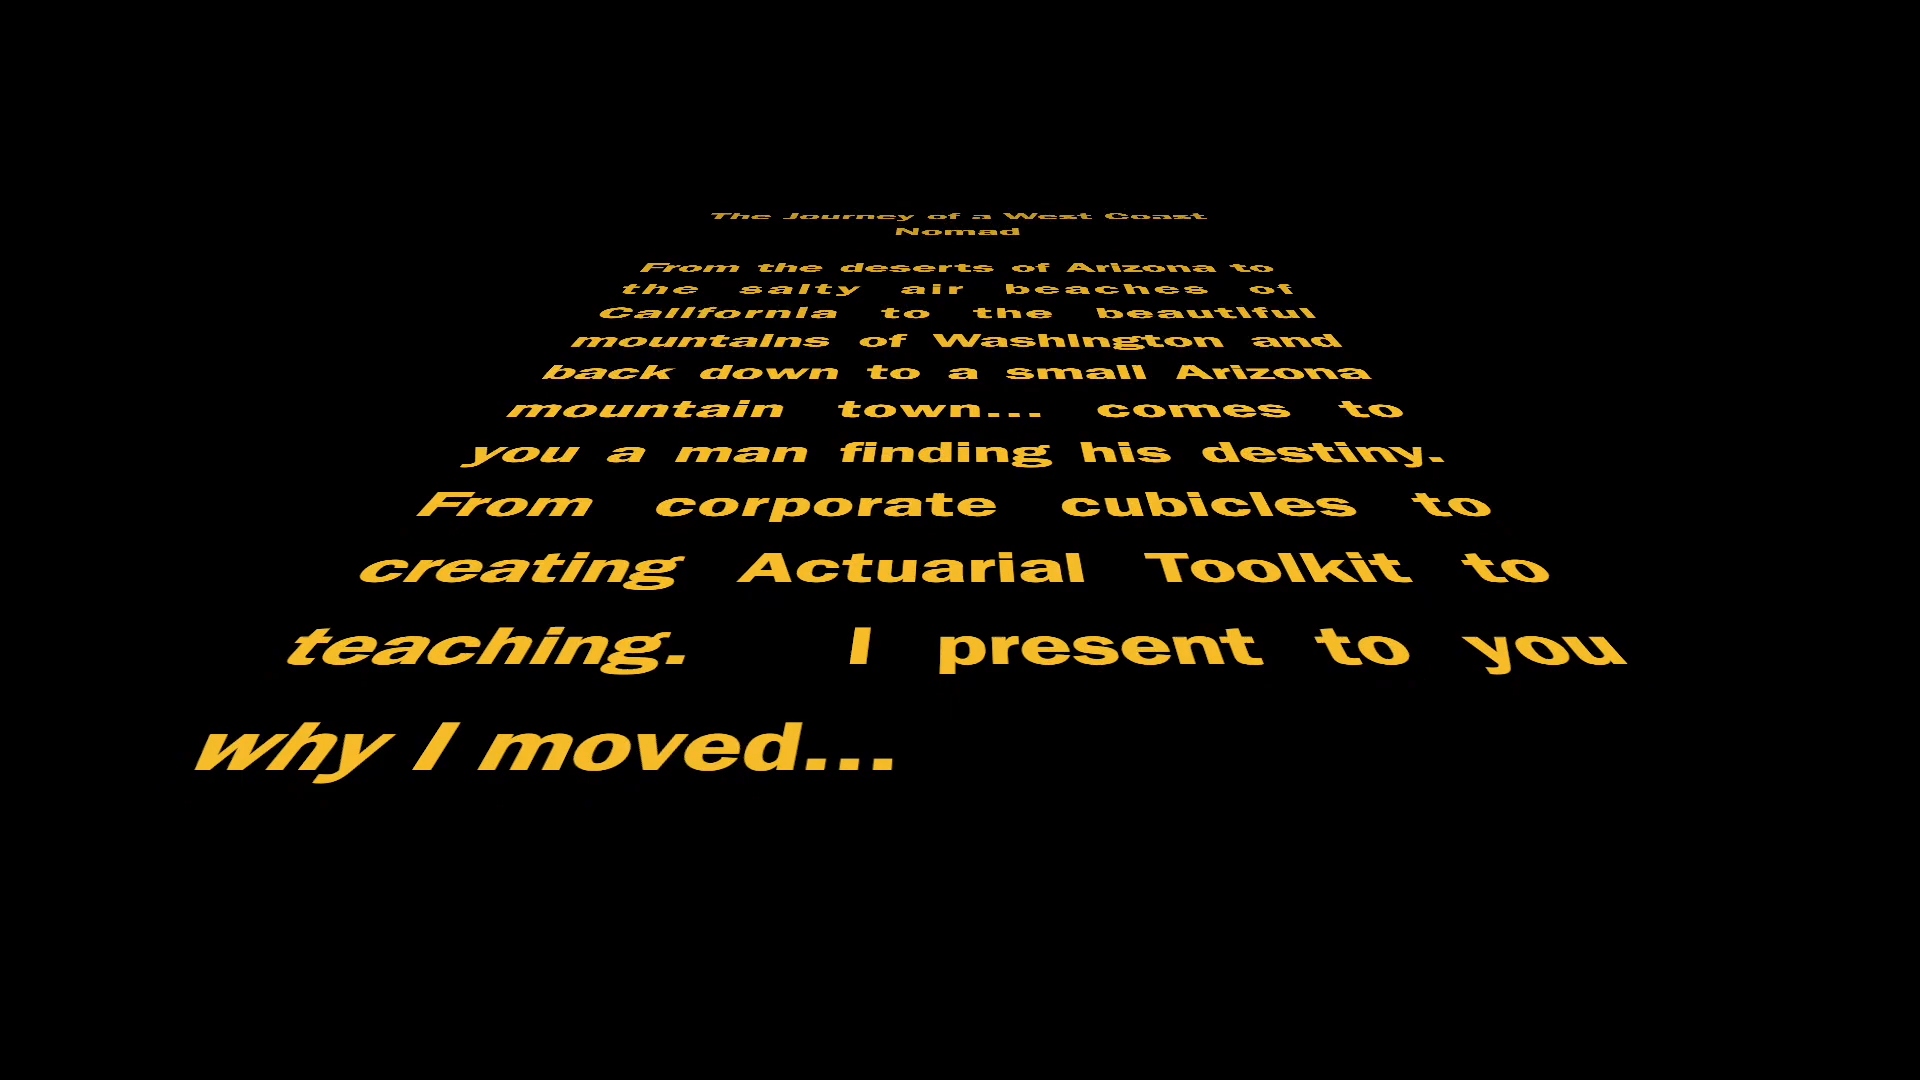 The Journey of a West Coast
Nomad
From the deserts of Arizona to
the salty air beaches of
California to the beautiful
mountains of Washington and
back down to a small Arizona
mountain town... comes to
you a man finding his destiny.
From corporate cubicles to
creating Actuarial Toolkit to
teaching. I present to you
why I moved...